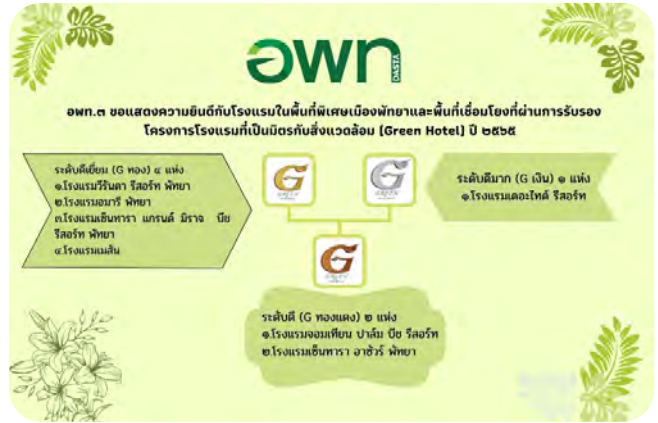 อพท
DASTA
อพท.๓ ขอแสดงความยินดีกับโรงแรมในพื้นที่พิเศษเมืองพัทยาและพื้นที่เชื่อมโยงที่ผ่านการรับรอง
โครงการโรงแรมที่เป็นมิตรกับสิ่งแวดล้อม (Green Hotel) ปี ๒๕๖๕
ระดับดีเยี่ยม (G ทอง) ๔ แห่ง
๑.โรงแรมวีรันดา รีสอร์ท พัทยา
๒.โรงแรมอมารี พัทยา
๓.โรงแรมเซ็นทารา แกรนด์ มิราจ บีช
รีสอร์ท พัทยา
๔.โรงแรมเมสัน
G
G
ระดับดีมาก (G เงิน) ๑ แห่ง
๑.โรงแรมเดอะไทด์ รีสอร์ท
G
ระดับดี (G ทองแดง) ๒ แห่ง
๑.โรงแรมจอมเทียน ปาล์ม บีช รีสอร์ท
๒.โรงแรมเซ็นทารา อาซัวร์ พัทยา